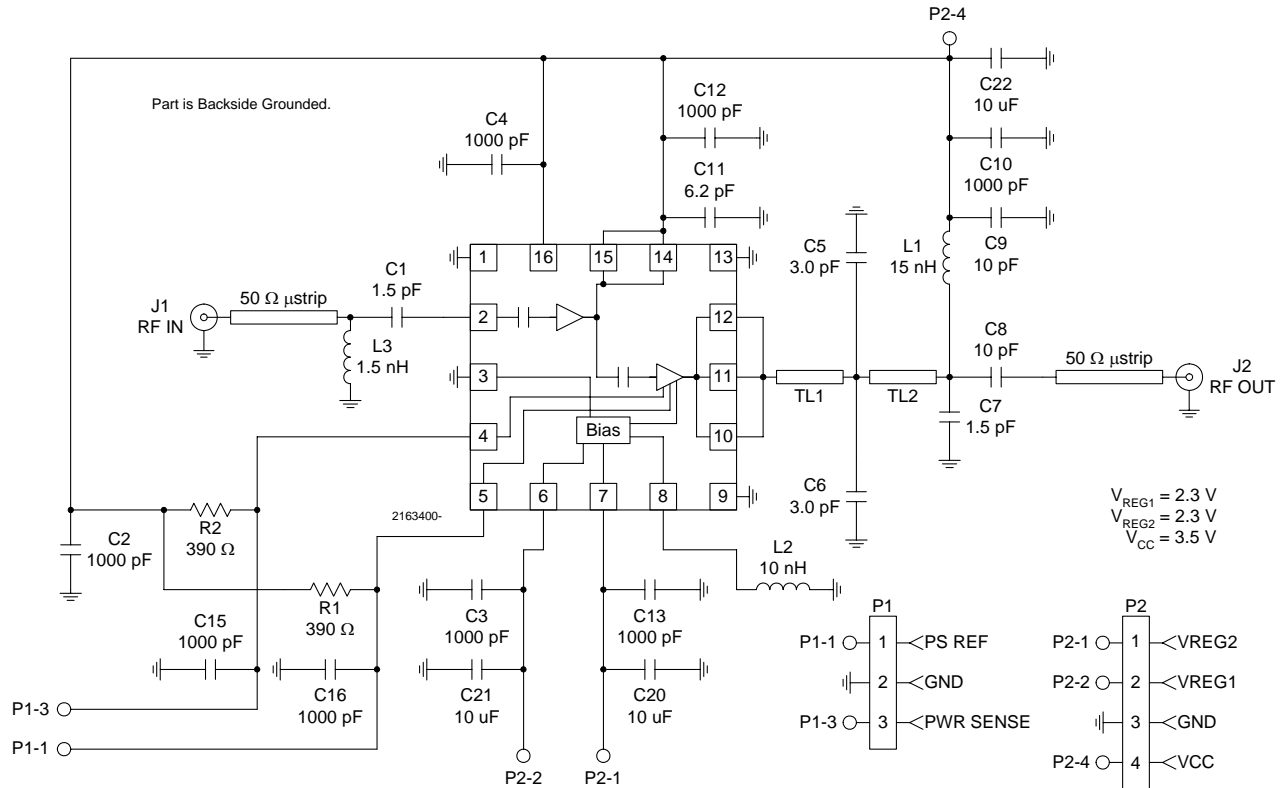 P2-4
Part is Backside Grounded.
C22
10 uF
C12
1000 pF
C4
1000 pF
C10
1000 pF
C11
6.2 pF
C9
10 pF
L1
15 nH
C5
3.0 pF
1
16
15
14
13
C1
1.5 pF
J1
RF IN
50 Ω µstrip
L3
1.5 nH
2
12
C8
10 pF
50 Ω µstrip
J2
RF OUT
3
11
TL1
TL2
C7
1.5 pF
Bias
4
10
5
6
7
8
9
C6
3.0 pF
2163400-
R2
390 Ω
C2
1000 pF
VREG1 = 2.3 V
VREG2 = 2.3 V
VCC = 3.5 V
L2
10 nH
R1
390 Ω
C3
1000 pF
C13
1000 pF
C15
1000 pF
C16
1000 pF
C21
10 uF
C20
10 uF
P1-3
P1-1
P2-2
P2-1
P1
P1-1
1
PS REF
2
GND
P1-3
3
PWR SENSE
P2
P2-1
1
VREG2
P2-2
2
VREG1
3
GND
P2-4
4
VCC